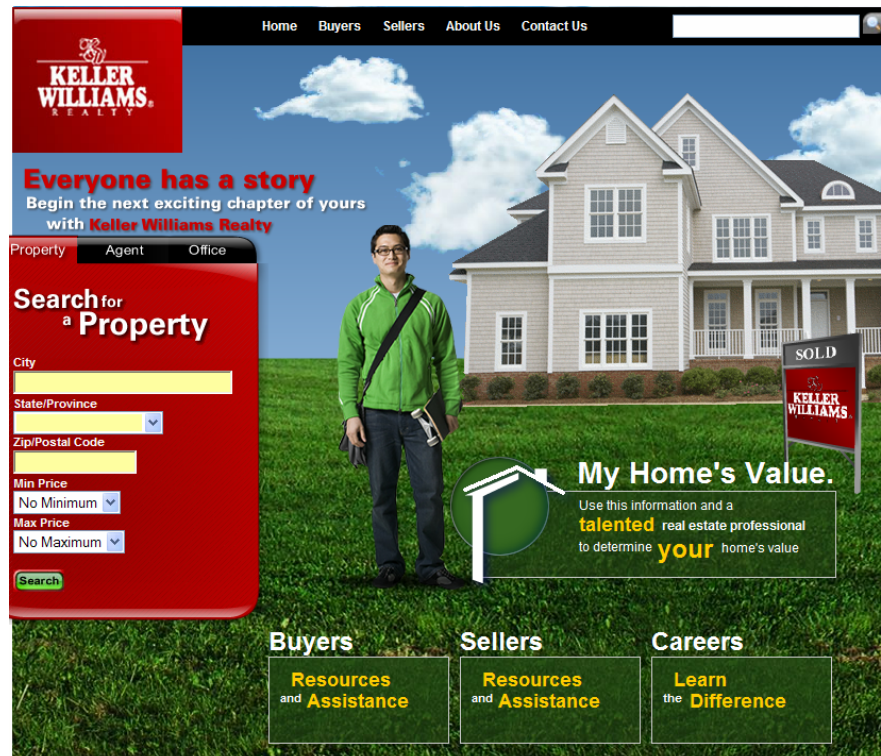 Home Buyers Sellers About Us Contact Us
KW
KELLER
WILLIAMS®
REALTY
Everyone has a story
Begin the next exciting chapter of yours
with Keller Williams Realty
Property Agent Office
Search for
a Property
City
State/Province
Zip/Postal Code
Min Price
No Minimum
Max Price
No Maximum
Search
SOLD
KW
KELLER
WILLIAMS
My Home's Value.
Use this information and a
talented real estate professional
to determine your home's value
Buyers Sellers Careers
Resources Resources Learn
and Assistance and Assistance the Difference